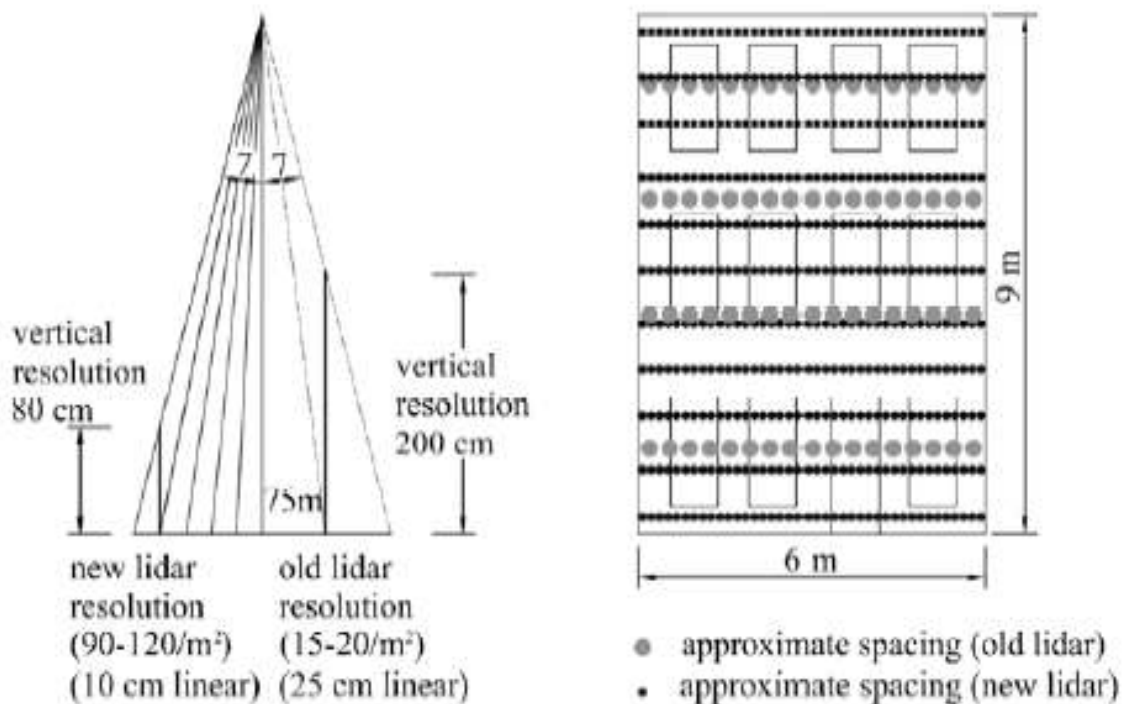 7 7
vertical
resolution
80 cm
vertical
resolution
200 cm
75m
new lidar
resolution
(90-120/m²)
(10 cm linear)
old lidar
resolution
(15-20/m²)
(25 cm linear)
9 m
6 m
approximate spacing (old lidar)
approximate spacing (new lidar)